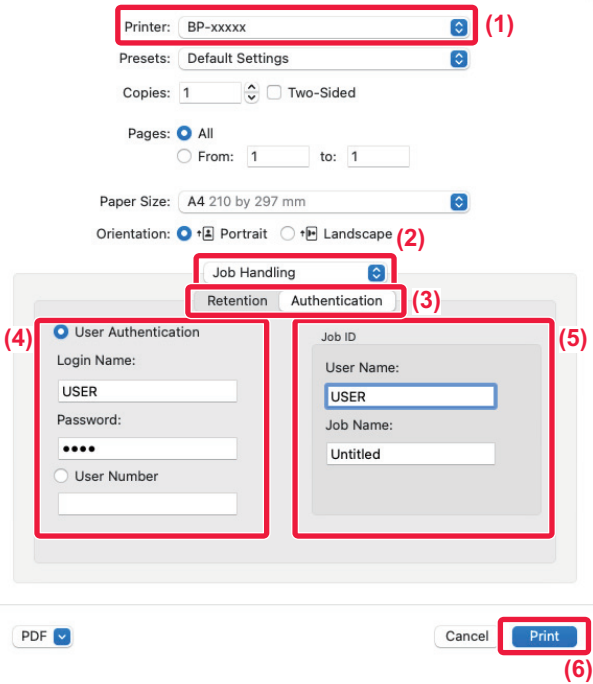 Printer: BP-xxxxx (1)
Presets: Default Settings
Copies: 1 Two-Sided
Pages: All
From: 1 to: 1
Paper Size: A4 210 by 297 mm
Orientation: Portrait Landscape
(2)
Job Handling
Retention Authentication (3)
(4)
User Authentication
Login Name:
USER
Password:
••••
User Number
(5)
Job ID
User Name:
USER
Job Name:
Untitled
PDF Cancel Print
(6)